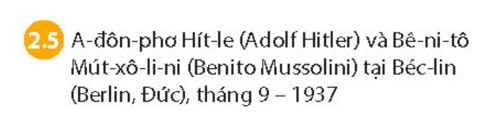 2.5 A-đôn-phơ Hít-le (Adolf Hitler) và Bê-ni-tô
Mút-xô-li-ni (Benito Mussolini) tại Béc-lin
(Berlin, Đức), tháng 9 – 1937